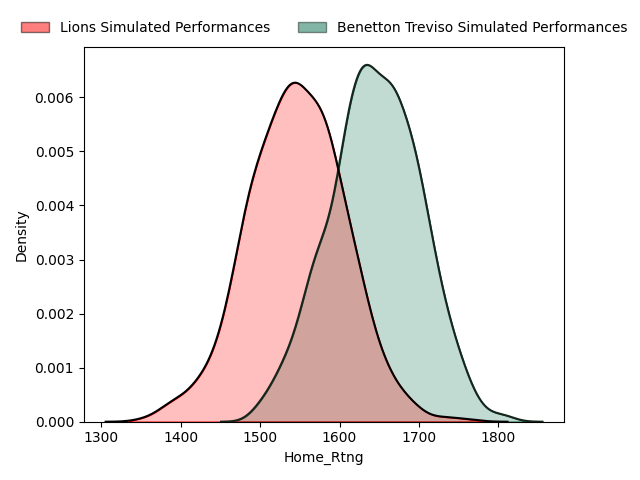 Lions Simulated Performances Benetton Treviso Simulated Performances
0.006
0.005
0.004
0.003
0.002
0.001
0.000
Density
1300 1400 1500 1600 1700 1800
Home_Rtng